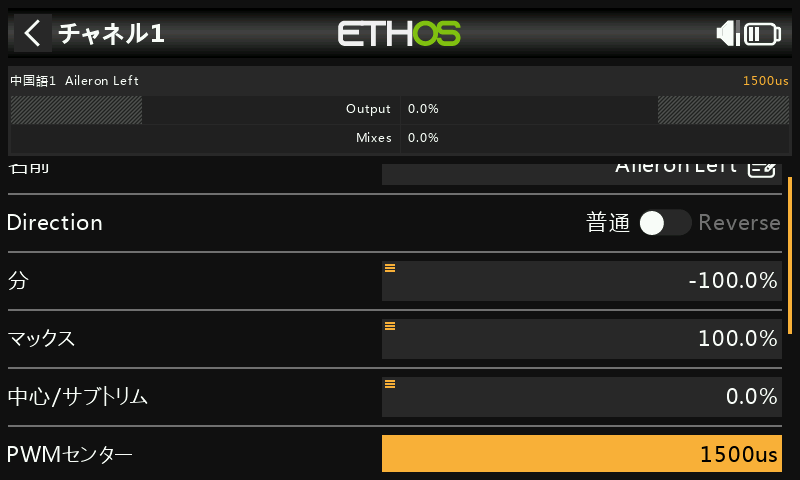 チャネル1 ETHOS
中国語1 Aileron Left 1500us
Output 0.0%
Mixes 0.0%
名前 Aileron Left
Direction 普通 Reverse
分 -100.0%
マックス 100.0%
中心/サブトリム 0.0%
PWMセンター 1500us